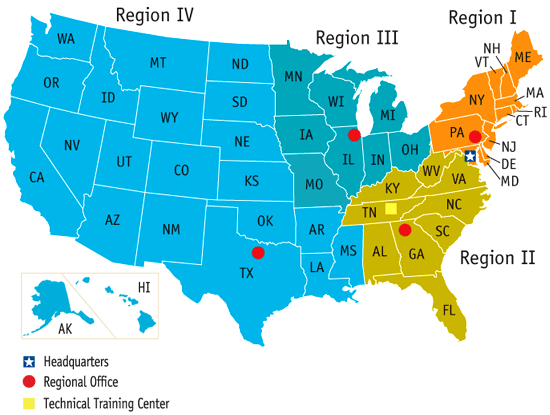 Region IV
Region III
Region I
WA
MT
ND
MN
VT
NH
ME
OR
ID
SD
WI
MI
NY
MA
RI
CT
WY
IA
PA
NJ
NV
UT
NE
IL
IN
OH
DE
MD
CA
CO
KS
MO
WV
VA
KY
AZ
NM
OK
AR
TN
NC
SC
TX
LA
MS
AL
GA
Region II
FL
HI
AK
Headquarters
Regional Office
Technical Training Center